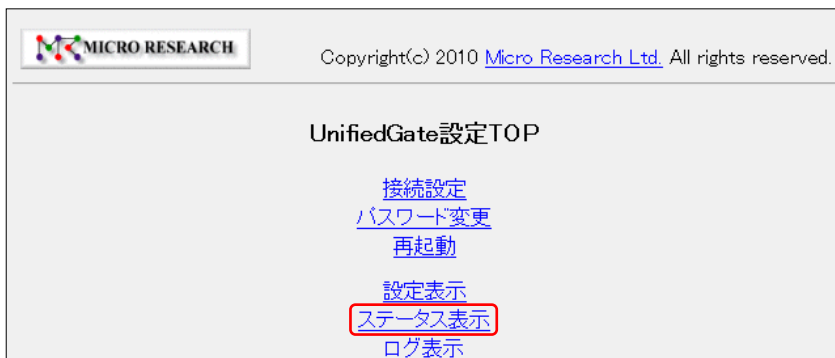 MICRO RESEARCH
Copyright(c) 2010 Micro Research Ltd. All rights reserved.
UnifiedGate設定TOP
接続設定
パスワード変更
再起動
設定表示
ステータス表示
ログ表示